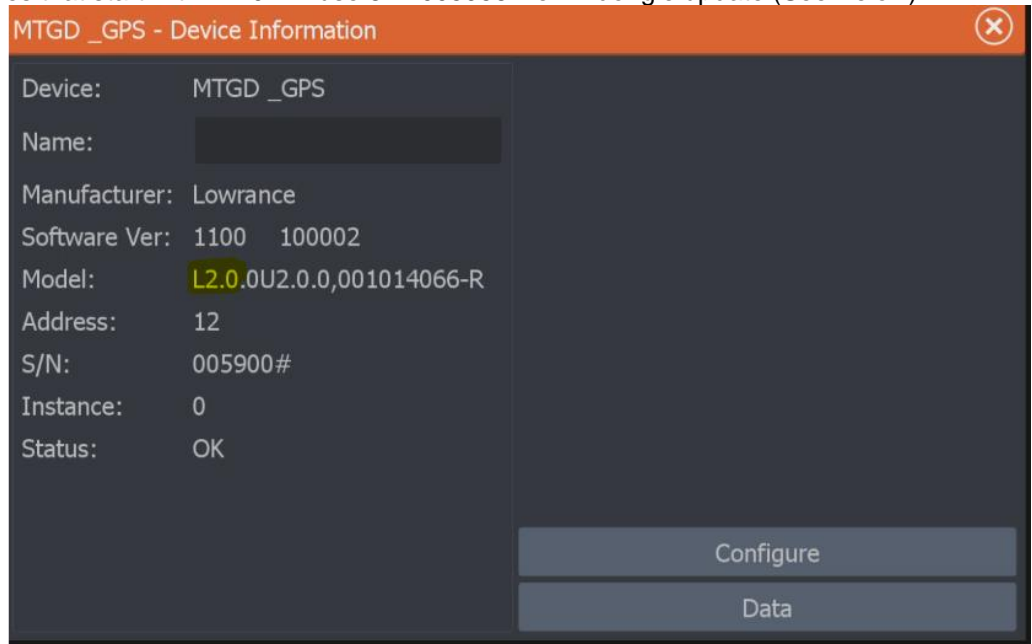 MTGD _GPS - Device Information
Device: MTGD _GPS
Name:
Manufacturer: Lowrance
Software Ver: 1100 100002
Model: L2.0.0U2.0.0,001014066-R
Address: 12
S/N: 005900#
Instance: 0
Status: OK
Configure
Data